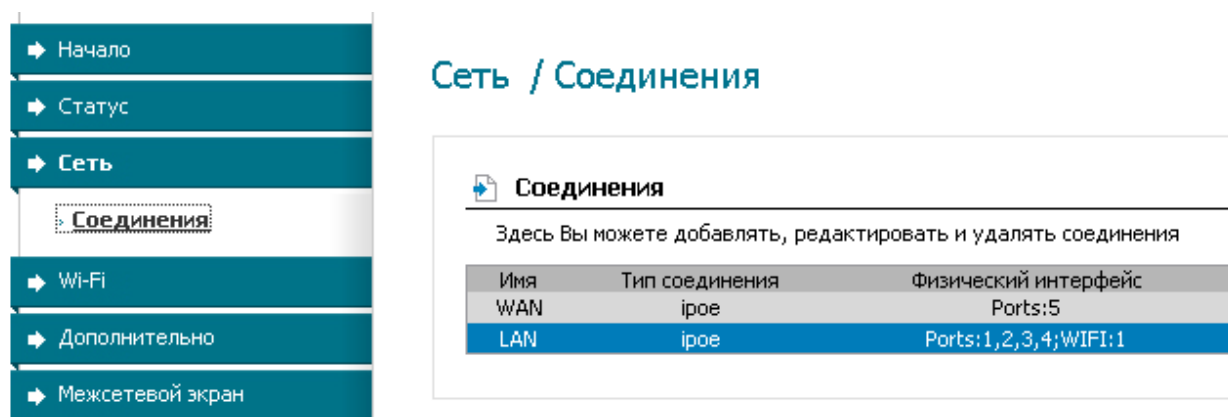 Начало
Статус
Сеть
Соединения
Wi-Fi
Дополнительно
Межсетевой экран
Сеть / Соединения
Соединения
Здесь Вы можете добавлять, редактировать и удалять соединения
Имя Тип соединения Физический интерфейс
WAN ipoe Ports:5
LAN ipoe Ports:1,2,3,4;WIFI:1